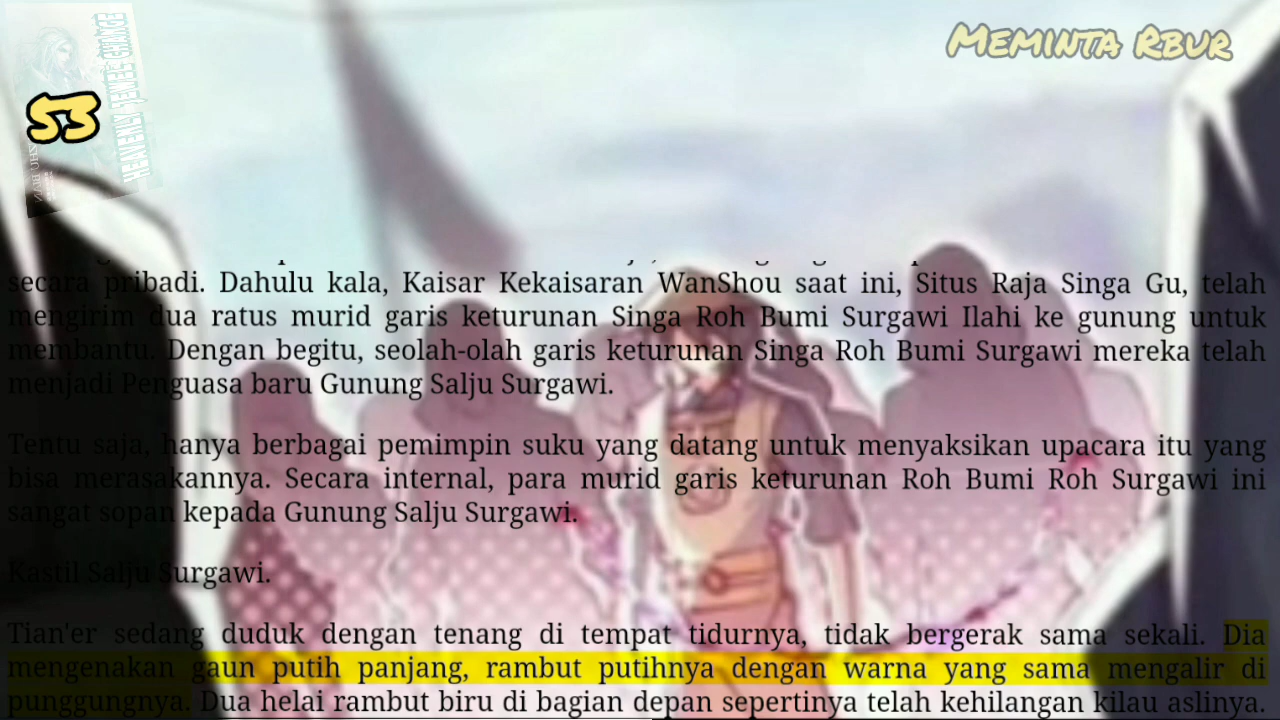 Meminta Rbur
53
HEAVENLY JEWEL CHANGE
secara pribadi. Dahulu kala, Kaisar Kekaisaran WanShou saat ini, Situs Raja Singa Gu, telah
mengirim dua ratus murid garis keturunan Singa Roh Bumi Surgawi Ilahi ke gunung untuk
membantu. Dengan begitu, seolah-olah garis keturunan Singa Roh Bumi Surgawi mereka telah
menjadi Penguasa baru Gunung Salju Surgawi.
Tentu saja, hanya berbagai pemimpin suku yang datang untuk menyaksikan upacara itu yang
bisa merasakannya. Secara internal, para murid garis keturunan Roh Bumi Roh Surgawi ini
sangat sopan kepada Gunung Salju Surgawi.
Kastil Salju Surgawi.
Tian'er sedang duduk dengan tenang di tempat tidurnya, tidak bergerak sama sekali. Dia
mengenakan gaun putih panjang, rambut putihnya dengan warna yang sama mengalir di
punggungnya. Dua helai rambut biru di bagian depan sepertinya telah kehilangan kilau aslinya.